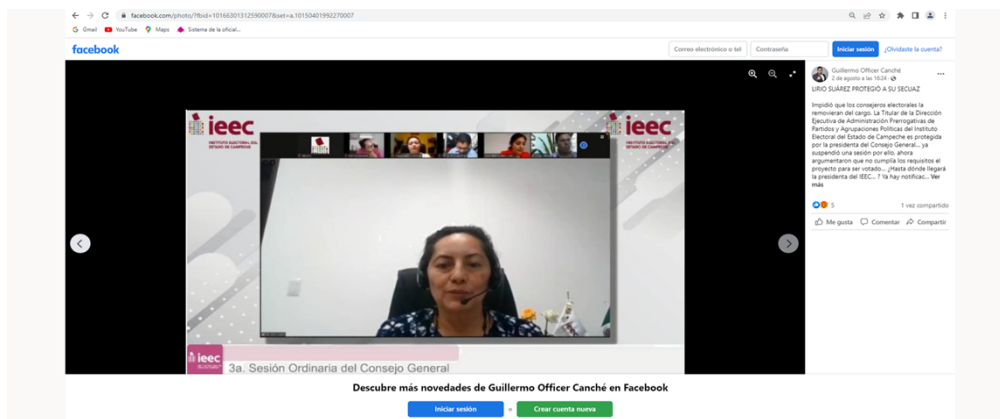 facebook.com/photo/?fbid=10166301312590007&set=a.10150401992270007
Gmail YouTube Maps Sistema de la oficial...
facebook
Correo electrónico o tel Contraseña Iniciar sesión ¿Olvidaste la cuenta?
Guillermo Officer Canché
2 de agosto a las 18:24
LIRIO SUÁREZ PROTEGIÓ A SU SECUAZ
Impidió que los consejeros electorales la
removieran del cargo. La Titular de la Dirección
Ejecutiva de Administración Prerrogativas de
Partidos y Agrupaciones Políticas del Instituto
Electoral del Estado de Campeche es protegida
por la presidenta del Consejo General... ya
suspendió una sesión por ello, ahora
argumentaron que no cumplía los requisitos el
proyecto para ser votado... ¿Hasta dónde llegará
la presidenta del IEEC... ? Ya hay notificac... Ver
más
5
1 vez compartido
Me gusta Comentar Compartir
ieec
INSTITUTO ELECTORAL DEL
ESTADO DE CAMPECHE
ieec
INSTITUTO ELECTORAL DEL
ESTADO DE CAMPECHE
ieec
3a. Sesión Ordinaria del Consejo General
Descubre más novedades de Guillermo Officer Canché en Facebook
Iniciar sesión o Crear cuenta nueva